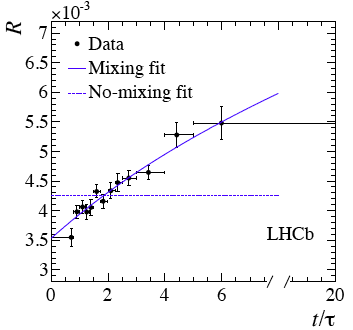 ×10⁻³
R
7
6.5
6
5.5
5
4.5
4
3.5
3
Data
Mixing fit
No-mixing fit
LHCb
0 2 4 6 20
t/τ